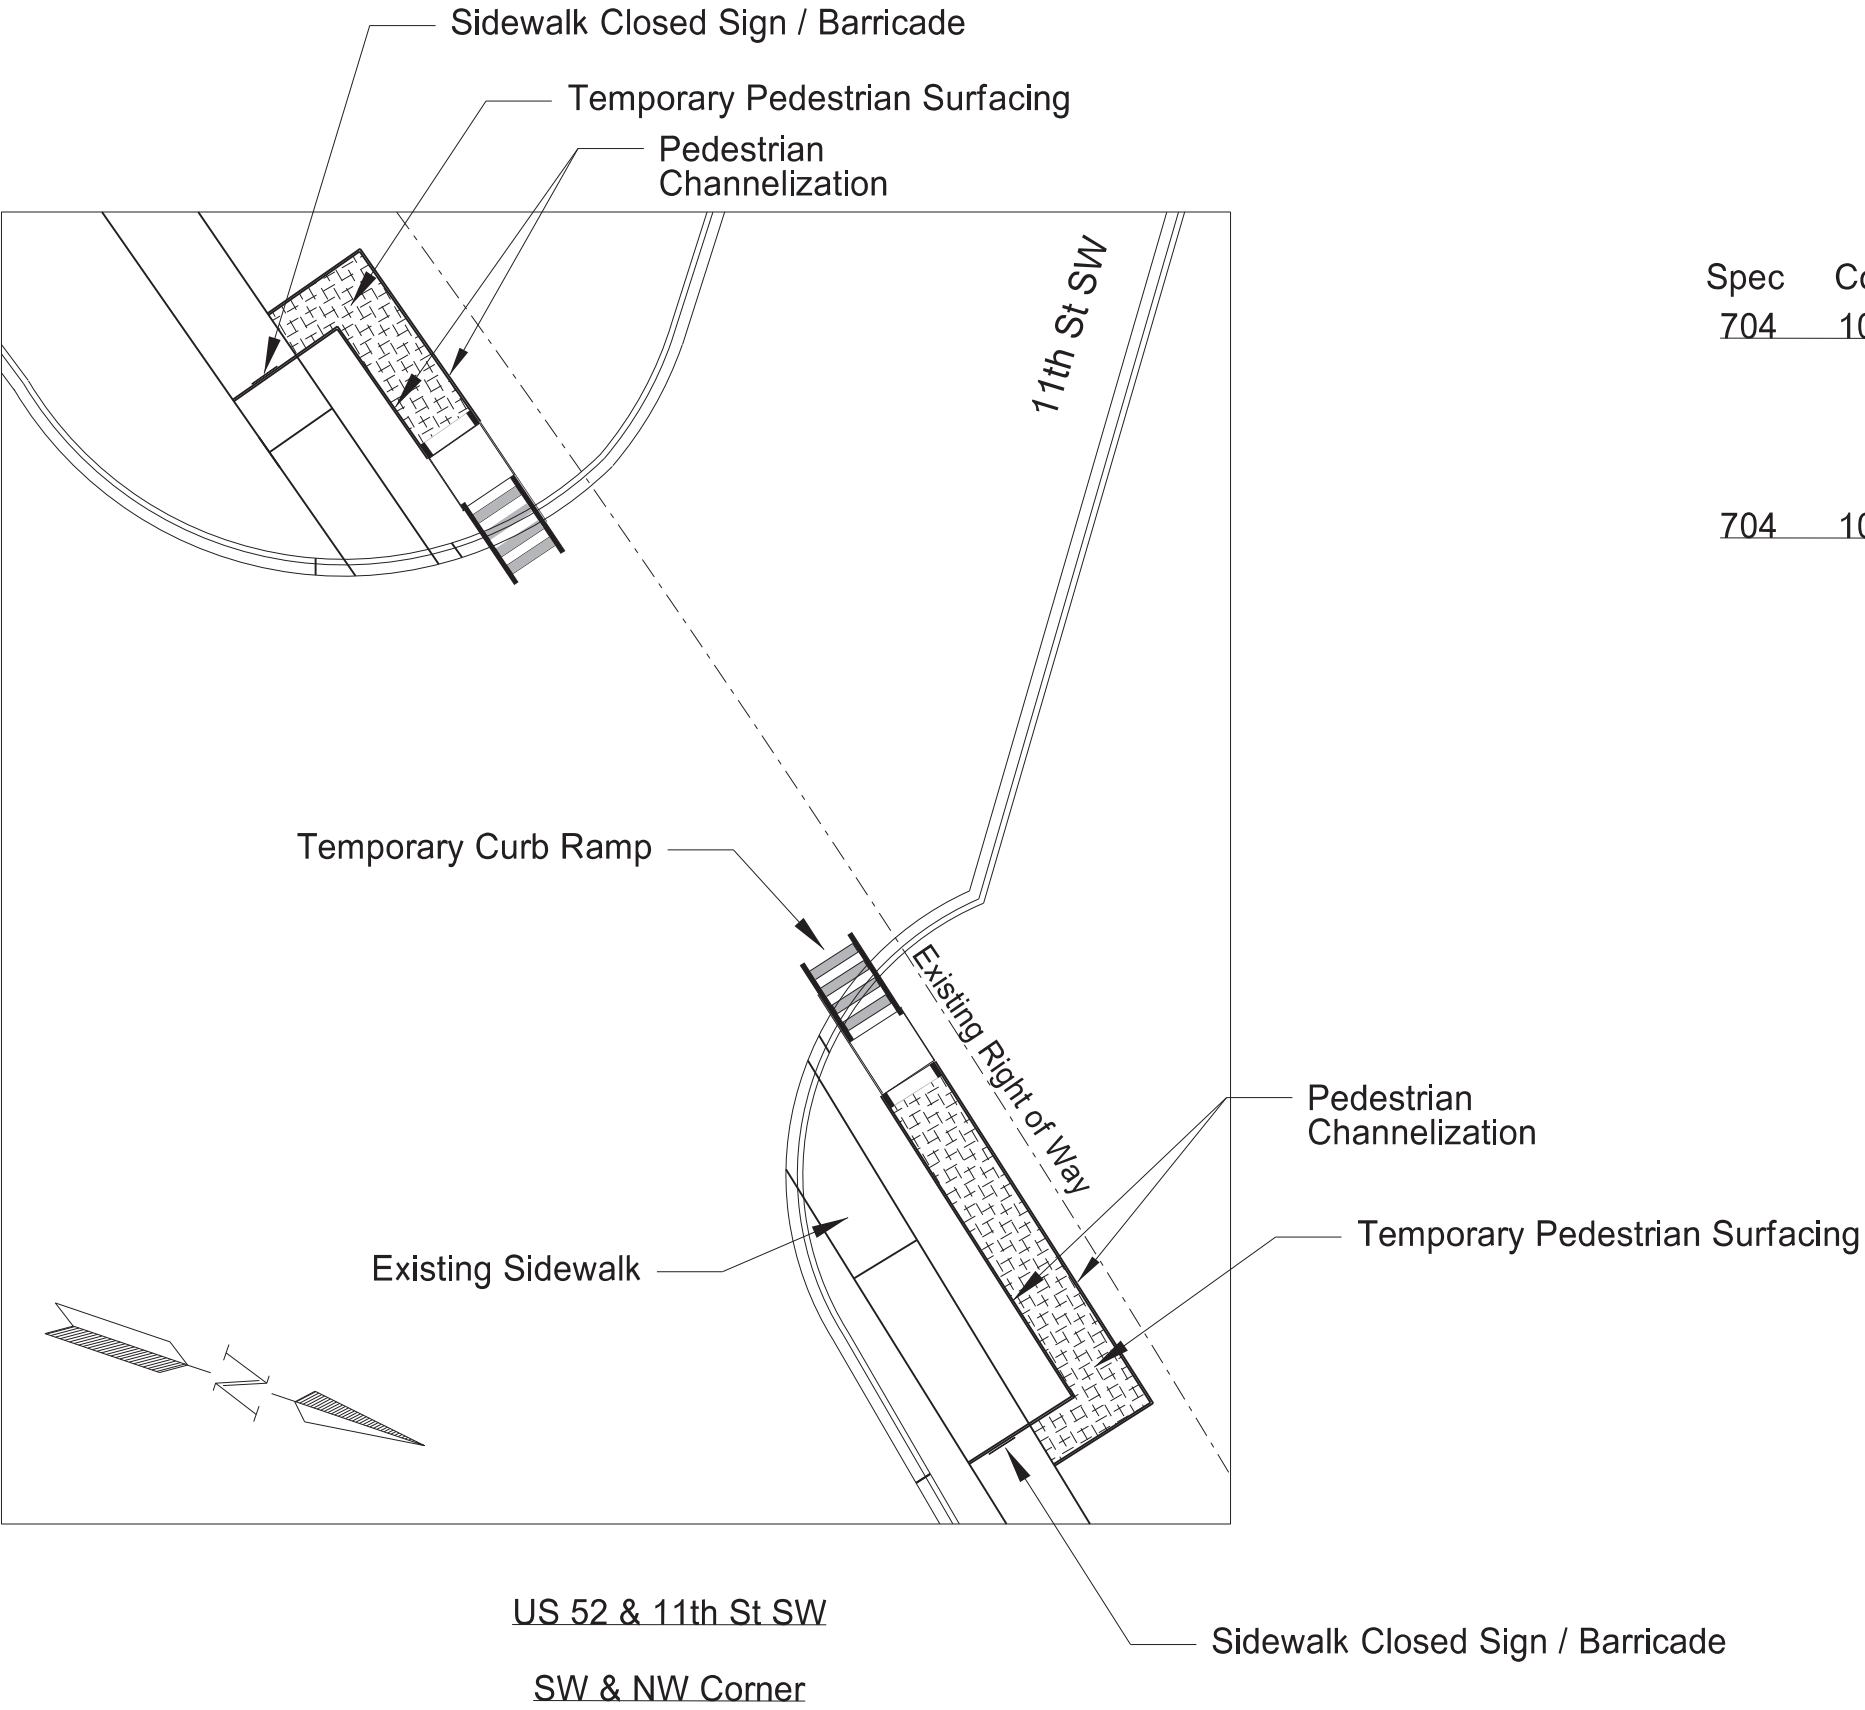 Sidewalk Closed Sign / Barricade
Temporary Pedestrian Surfacing
Pedestrian
Channelization
11th St SW
Spec
704
704
Temporary Curb Ramp
Existing Right of Way
Pedestrian
Channelization
Temporary Pedestrian Surfacing
Existing Sidewalk
N
US 52 & 11th St SW
Sidewalk Closed Sign / Barricade
SW & NW Corner